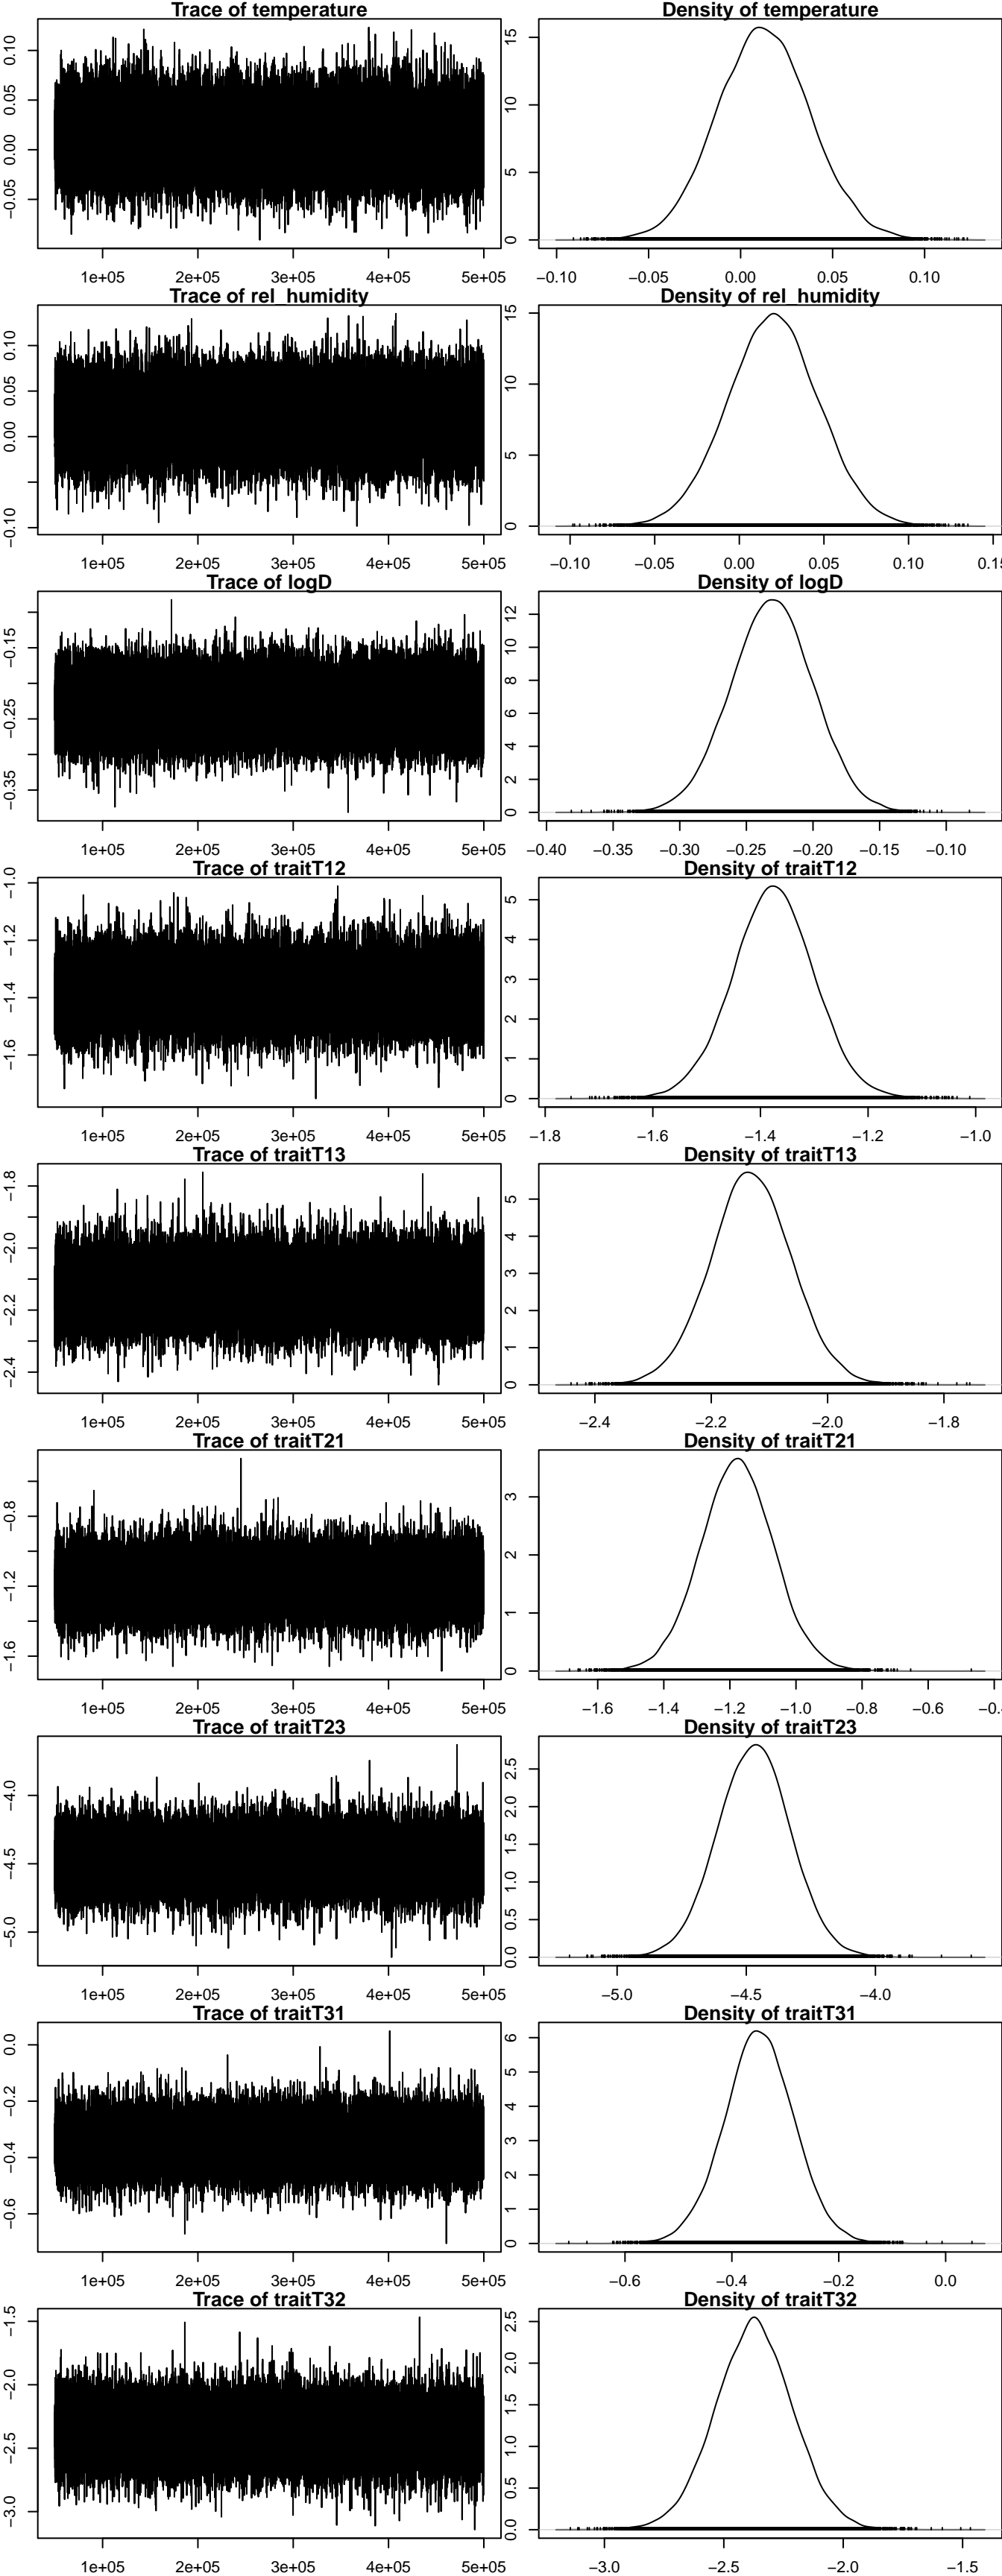 Trace of temperature
−0.05 0.00 0.05 0.10
1e+05 2e+05 3e+05 4e+05 5e+05
Density of temperature
0 5 10 15
−0.10 −0.05 0.00 0.05 0.10
Trace of rel_humidity
−0.10 0.00 0.05 0.10
1e+05 2e+05 3e+05 4e+05 5e+05
Density of rel_humidity
0 5 10 15
−0.10 −0.05 0.00 0.05 0.10 0.15
Trace of logD
−0.35 −0.25 −0.15
1e+05 2e+05 3e+05 4e+05 5e+05
Density of logD
0 2 4 6 8 10 12
−0.40 −0.35 −0.30 −0.25 −0.20 −0.15 −0.10
Trace of traitT12
−1.6 −1.4 −1.2 −1.0
1e+05 2e+05 3e+05 4e+05 5e+05
Density of traitT12
0 1 2 3 4 5
−1.8 −1.6 −1.4 −1.2 −1.0
Trace of traitT13
−2.4 −2.2 −2.0 −1.8
1e+05 2e+05 3e+05 4e+05 5e+05
Density of traitT13
0 1 2 3 4 5
−2.4 −2.2 −2.0 −1.8
Trace of traitT21
−1.6 −1.2 −0.8
1e+05 2e+05 3e+05 4e+05 5e+05
Density of traitT21
0 1 2 3
−1.6 −1.4 −1.2 −1.0 −0.8 −0.6 −0.4
Trace of traitT23
−5.0 −4.5 −4.0
1e+05 2e+05 3e+05 4e+05 5e+05
Density of traitT23
0.0 0.5 1.0 1.5 2.0 2.5
−5.0 −4.5 −4.0
Trace of traitT31
−0.6 −0.4 −0.2 0.0
1e+05 2e+05 3e+05 4e+05 5e+05
Density of traitT31
0 1 2 3 4 5 6
−0.6 −0.4 −0.2 0.0
Trace of traitT32
−3.0 −2.5 −2.0 −1.5
1e+05 2e+05 3e+05 4e+05 5e+05
Density of traitT32
0.0 0.5 1.0 1.5 2.0 2.5
−3.0 −2.5 −2.0 −1.5